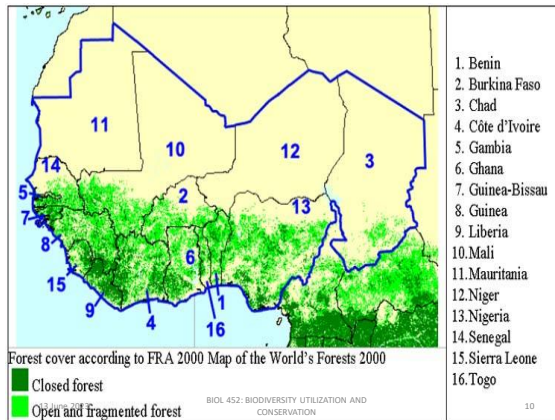 11
10
12
3
14
5
2
13
7
8
6
15
9
4
1
16
1. Benin
2. Burkina Faso
3. Chad
4. Côte d'Ivoire
5. Gambia
6. Ghana
7. Guinea-Bissau
8. Guinea
9. Liberia
10. Mali
11. Mauritania
12. Niger
13. Nigeria
14. Senegal
15. Sierra Leone
16. Togo
Forest cover according to FRA 2000 Map of the World's Forests 2000
Closed forest
Open and fragmented forest
13 June
BIOL 452: BIODIVERSITY UTILIZATION AND
CONSERVATION
10